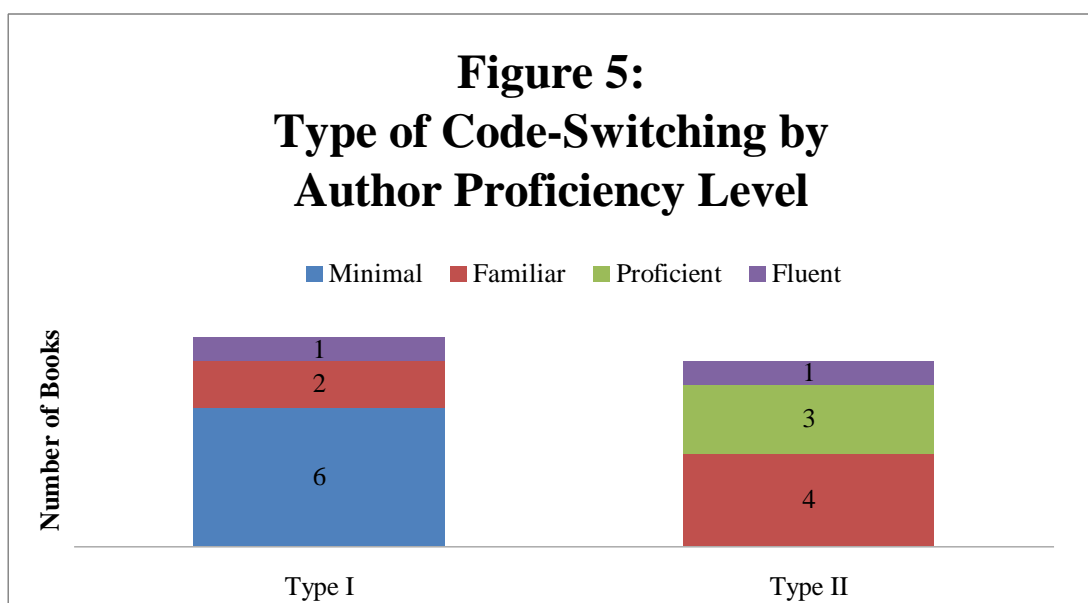 Figure 5:
Type of Code-Switching by
Author Proficiency Level
Minimal Familiar Proficient Fluent
Number of Books
1
2
6
1
3
4
Type I Type II